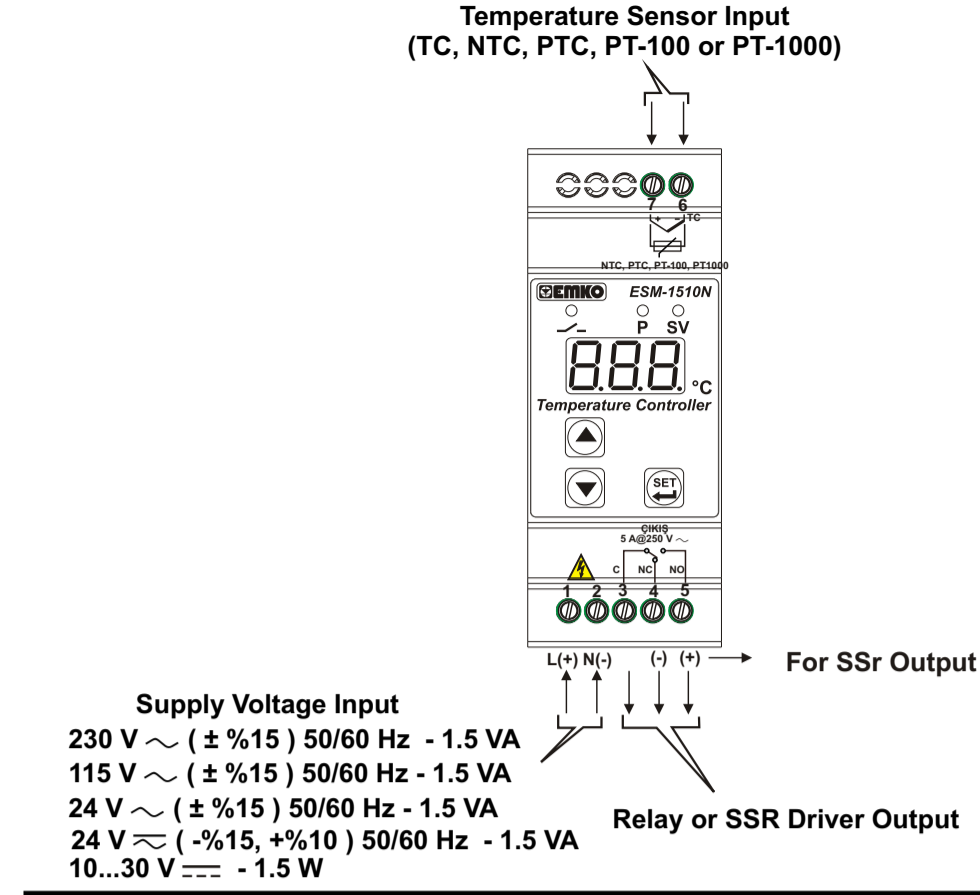 Temperature Sensor Input
(TC, NTC, PTC, PT-100 or PT-1000)
7 6
+ - TC
NTC, PTC, PT-100, PT1000
EMKO ESM-1510N
P SV
8.8.8. °C
Temperature Controller
SET
ÇIKIŞ
5 A@250 V ~
C NC NO
1 2 3 4 5
L(+) N(-) (-) (+) For SSr Output
Supply Voltage Input
230 V ~ ( ± %15 ) 50/60 Hz - 1.5 VA
115 V ~ ( ± %15 ) 50/60 Hz - 1.5 VA
24 V ~ ( ± %15 ) 50/60 Hz - 1.5 VA
24 V ⏦ ( -%15, +%10 ) 50/60 Hz - 1.5 VA
10...30 V ⎓ - 1.5 W
Relay or SSR Driver Output